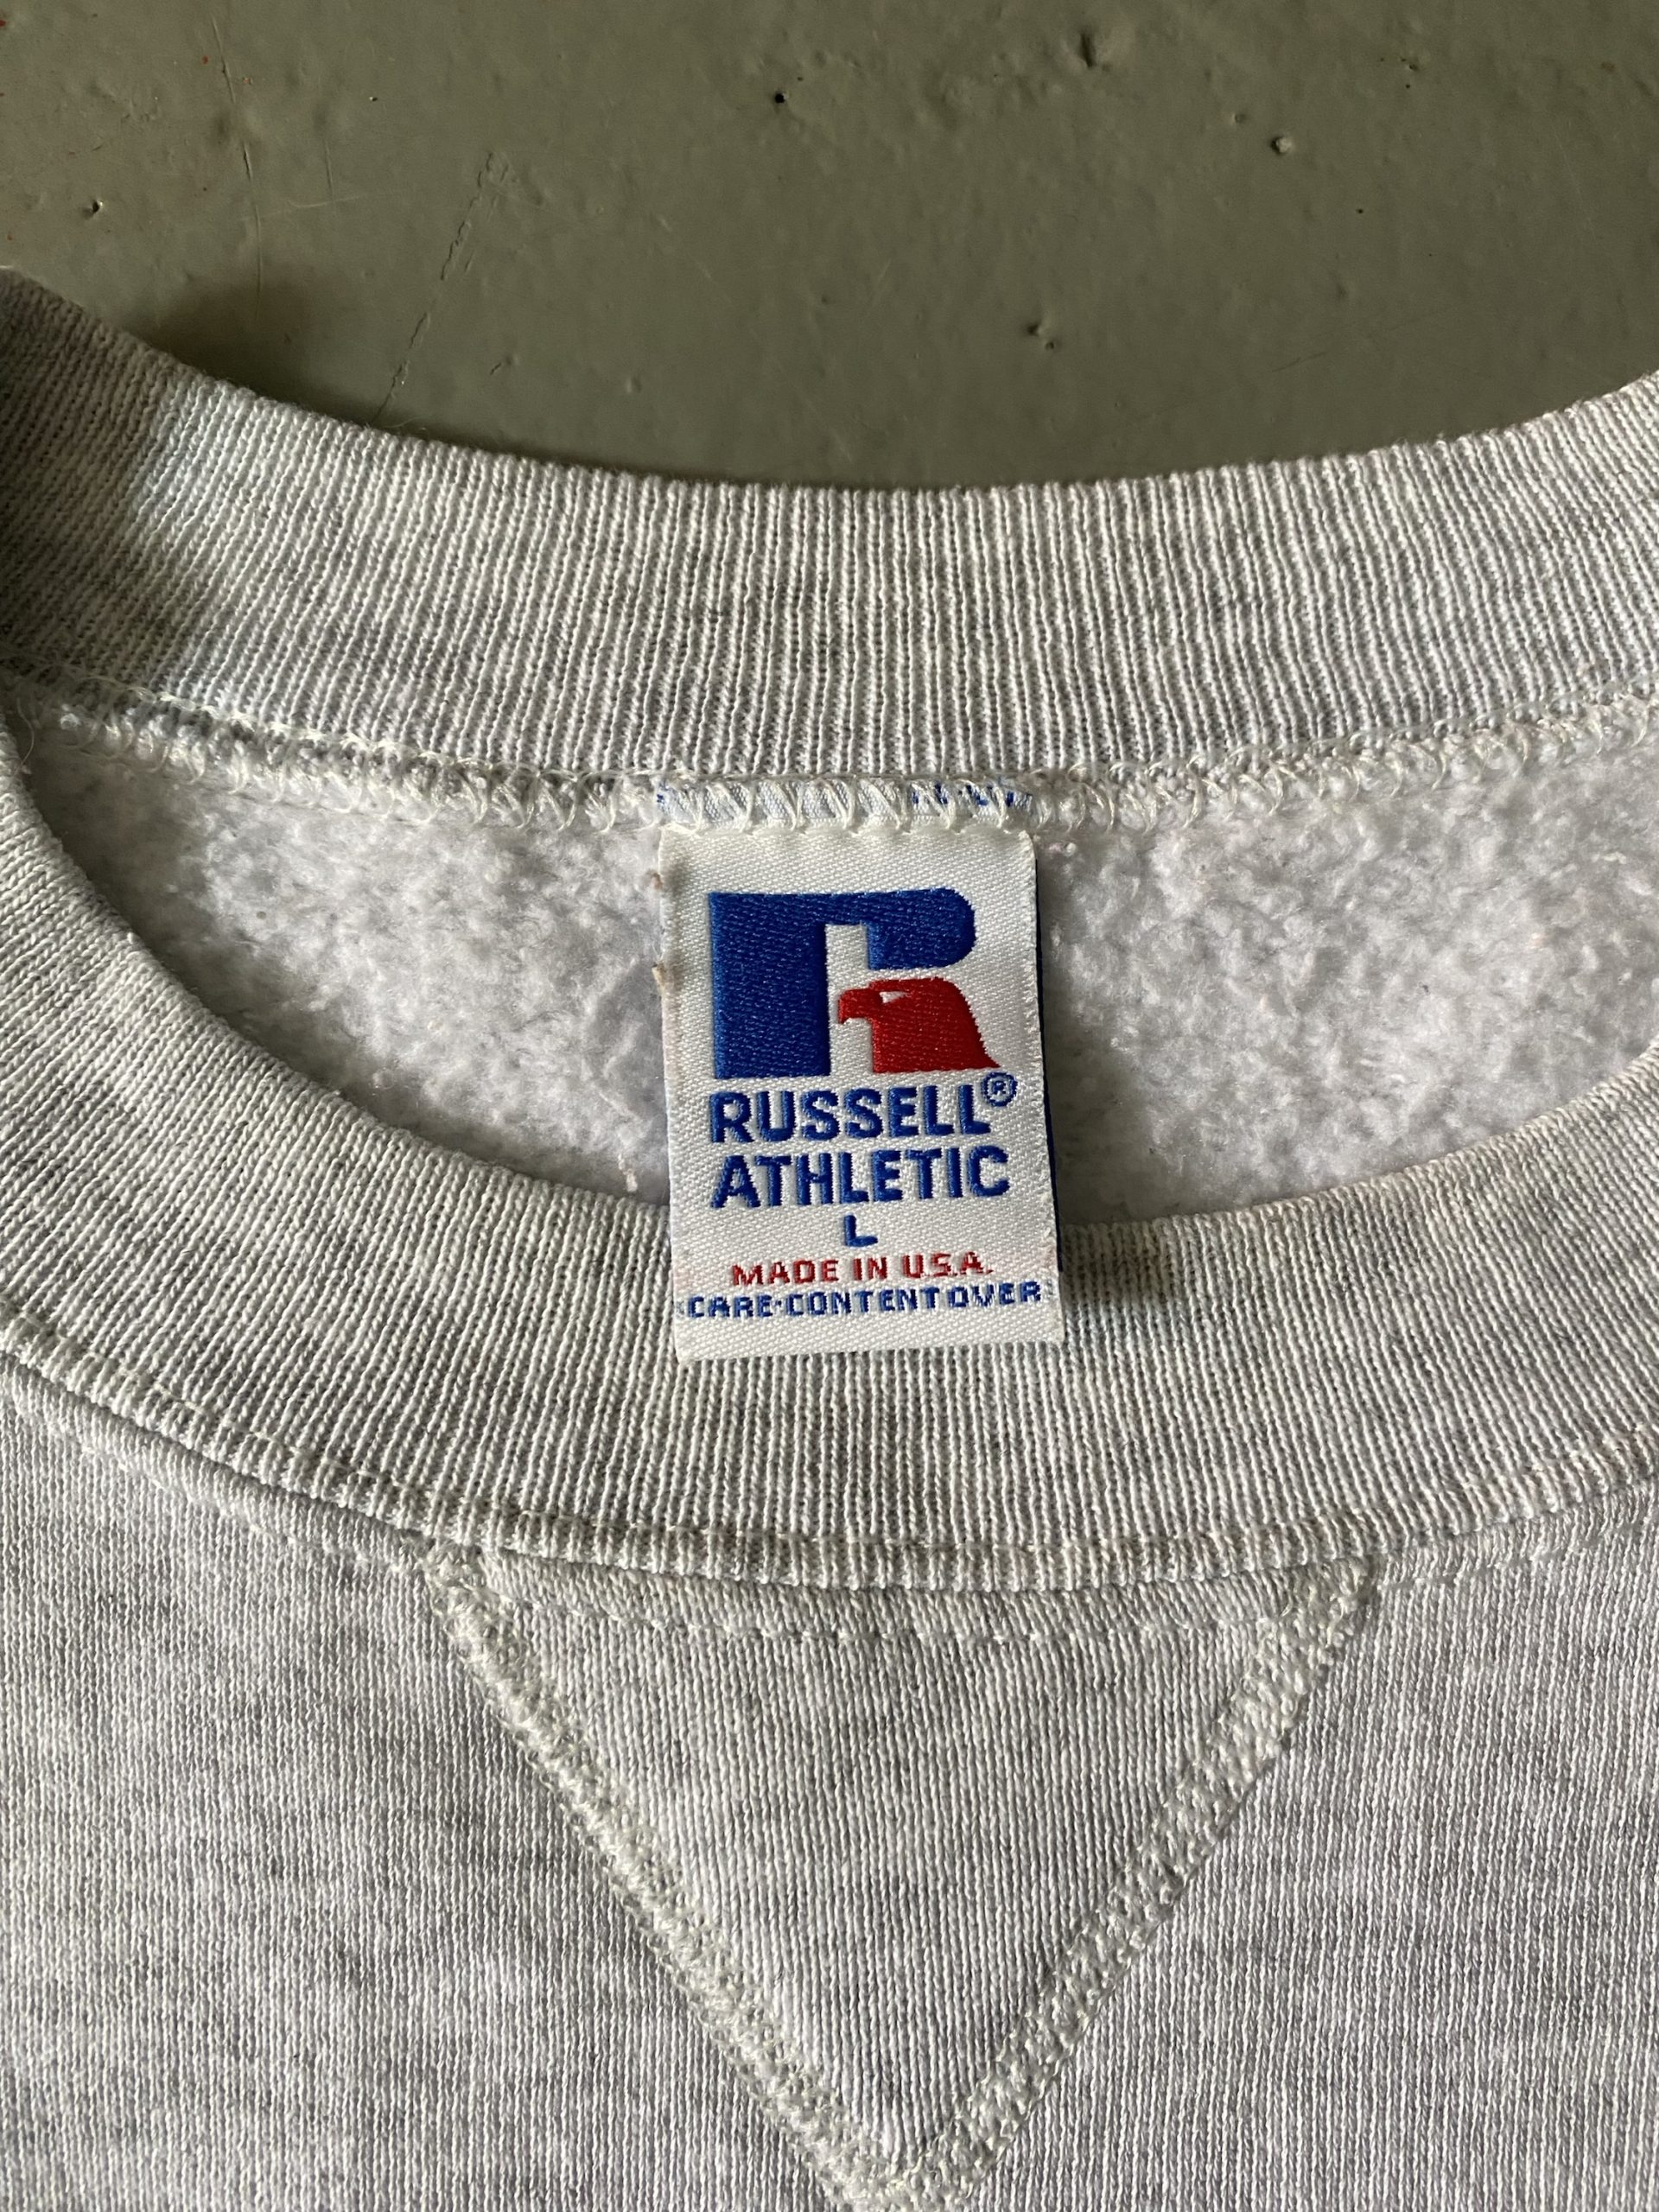 R
RUSSELL®
ATHLETIC
L
MADE IN U.S.A.
CARE·CONTENT OVER